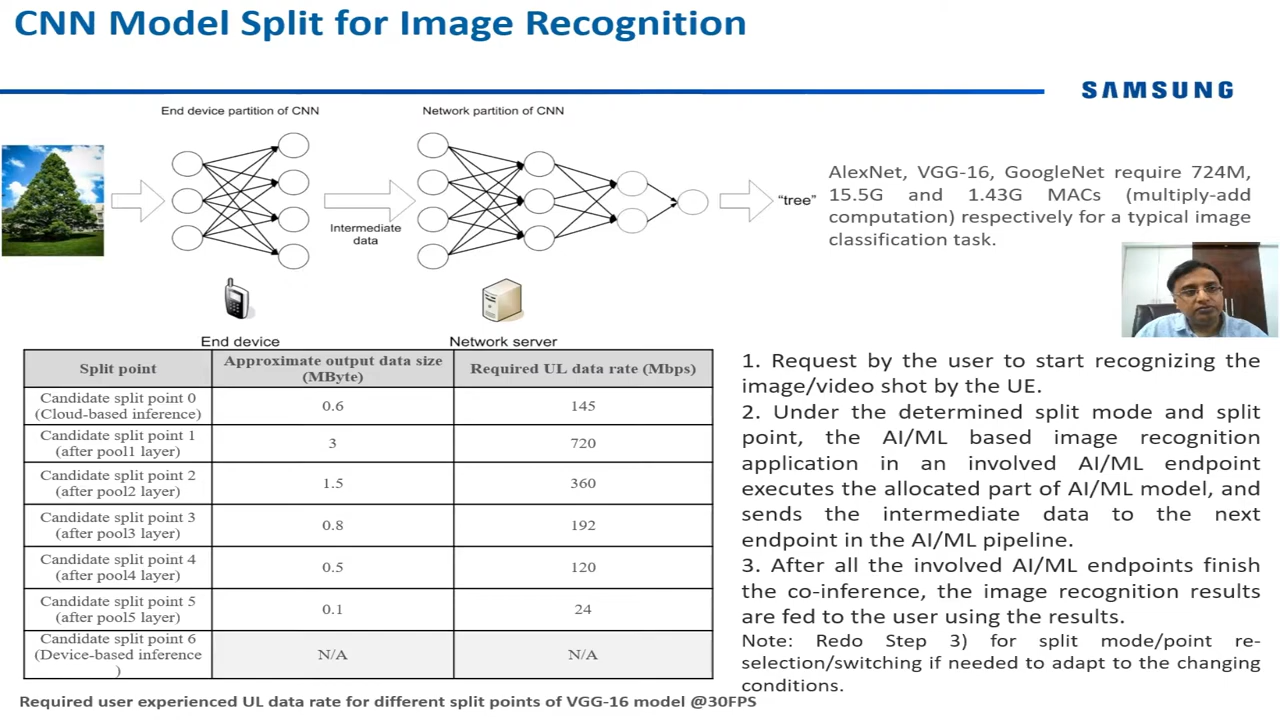 CNN Model Split for Image Recognition
SAMSUNG
End device partition of CNN
Network partition of CNN
Intermediate
data
“tree”
End device
Network server
AlexNet, VGG-16, GoogleNet require 724M,
15.5G and 1.43G MACs (multiply-add
computation) respectively for a typical image
classification task.
Split point
Approximate output data size
(MByte)
Required UL data rate (Mbps)
Candidate split point 0
(Cloud-based inference)
0.6
145
Candidate split point 1
(after pool1 layer)
3
720
Candidate split point 2
(after pool2 layer)
1.5
360
Candidate split point 3
(after pool3 layer)
0.8
192
Candidate split point 4
(after pool4 layer)
0.5
120
Candidate split point 5
(after pool5 layer)
0.1
24
Candidate split point 6
(Device-based inference
)
N/A
N/A
Required user experienced UL data rate for different split points of VGG-16 model @30FPS
1. Request by the user to start recognizing the
image/video shot by the UE.
2. Under the determined split mode and split
point, the AI/ML based image recognition
application in an involved AI/ML endpoint
executes the allocated part of AI/ML model, and
sends the intermediate data to the next
endpoint in the AI/ML pipeline.
3. After all the involved AI/ML endpoints finish
the co-inference, the image recognition results
are fed to the user using the results.
Note: Redo Step 3) for split mode/point re-
selection/switching if needed to adapt to the changing
conditions.